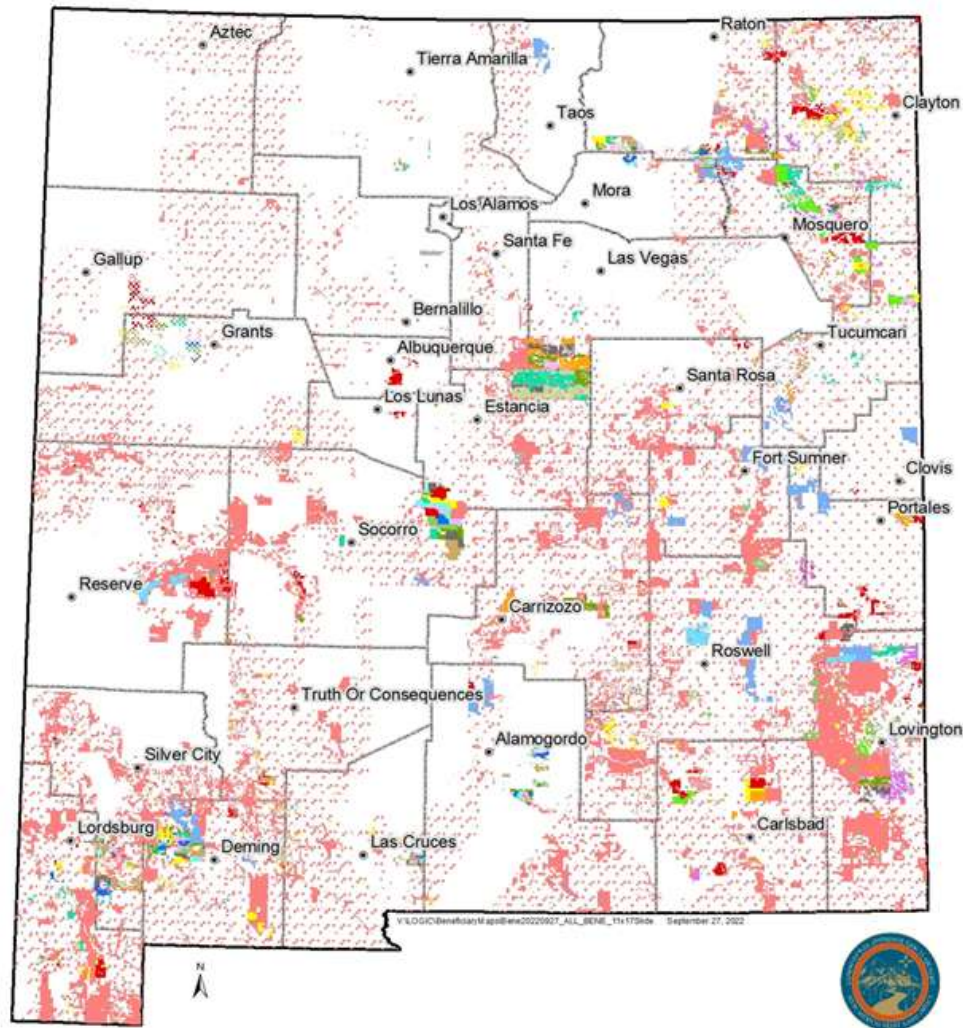 Aztec
Raton
Tierra Amarilla
Clayton
Taos
Mora
Los Alamos
Mosquero
Santa Fe
Las Vegas
Gallup
Bernalillo
Grants
Tucumcari
Albuquerque
Santa Rosa
Los Lunas
Estancia
Fort Sumner
Clovis
Portales
Socorro
Reserve
Carrizozo
Roswell
Truth Or Consequences
Lovington
Alamogordo
Silver City
Lordsburg
Carlsbad
Las Cruces
Deming
September 27, 2022
N